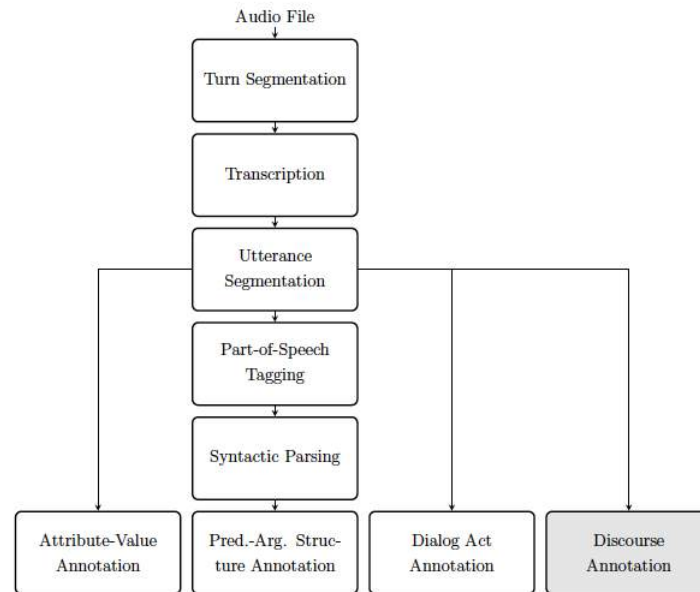 Audio File
Turn Segmentation
Transcription
Utterance
Segmentation
Part-of-Speech
Tagging
Syntactic Parsing
Attribute-Value
Annotation
Pred.-Arg. Struc-
ture Annotation
Dialog Act
Annotation
Discourse
Annotation